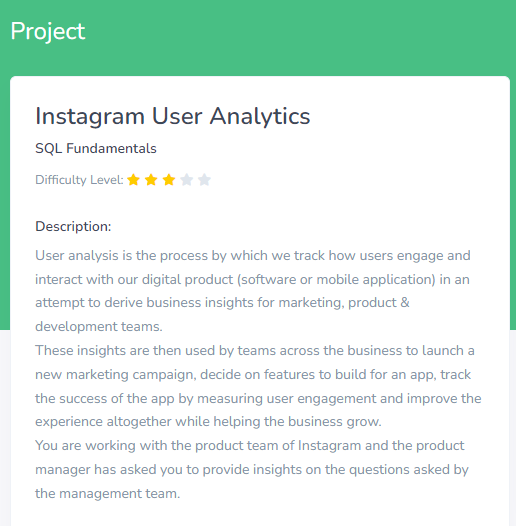 Project
Instagram User Analytics
SQL Fundamentals
Difficulty Level:
Description:
User analysis is the process by which we track how users engage and
interact with our digital product (software or mobile application) in an
attempt to derive business insights for marketing, product &
development teams.
These insights are then used by teams across the business to launch a
new marketing campaign, decide on features to build for an app, track
the success of the app by measuring user engagement and improve the
experience altogether while helping the business grow.
You are working with the product team of Instagram and the product
manager has asked you to provide insights on the questions asked by
the management team.